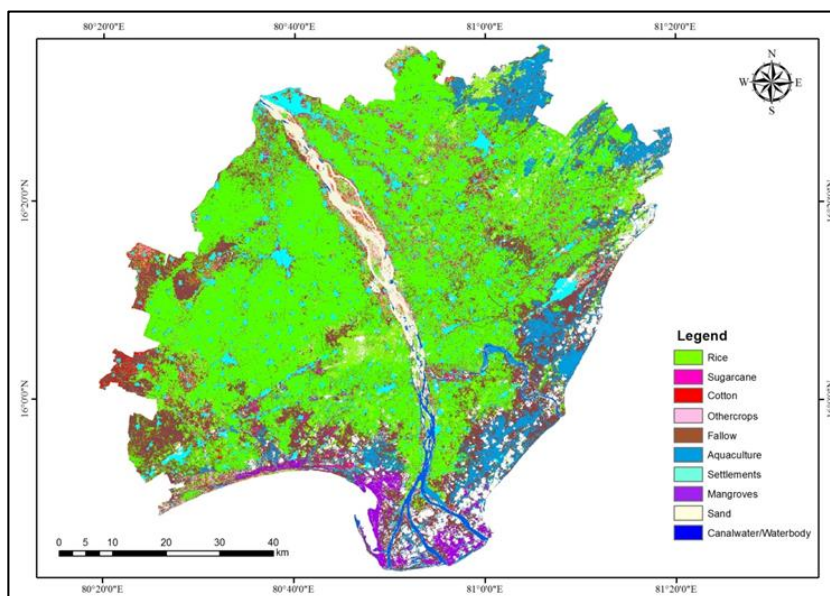 80°20'0"E 80°40'0"E 81°0'0"E 81°20'0"E
N
W E
S
16°20'0"N
16°0'0"N
Legend
Rice
Sugarcane
Cotton
Othercrops
Fallow
Aquaculture
Settlements
Mangroves
Sand
Canalwater/Waterbody
0 5 10 20 30 40
km
80°20'0"E 80°40'0"E 81°0'0"E 81°20'0"E